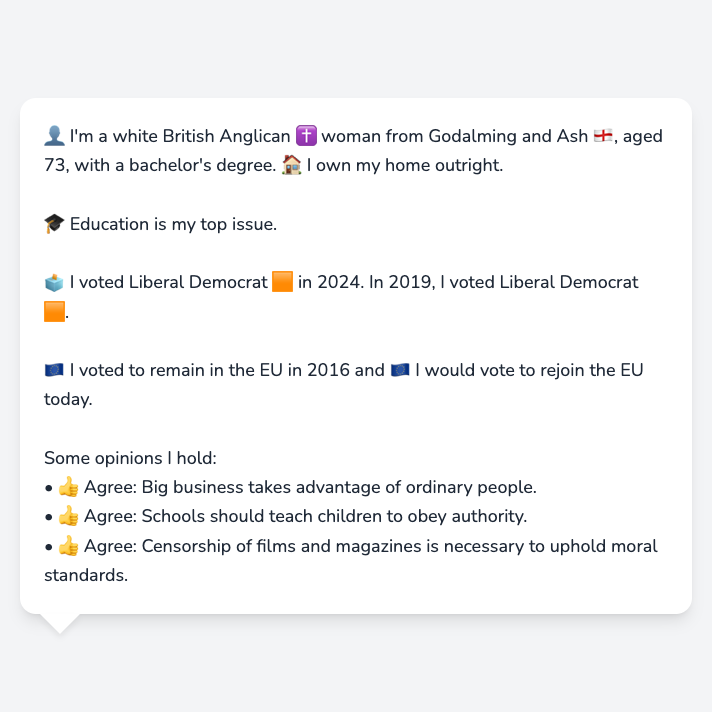 👤 I'm a white British Anglican ✝️ woman from Godalming and Ash 🏴󠁧󠁢󠁥󠁮󠁧󠁿, aged
73, with a bachelor's degree. 🏠 I own my home outright.
🎓 Education is my top issue.
🗳️ I voted Liberal Democrat 🟧 in 2024. In 2019, I voted Liberal Democrat
🟧.
🇪🇺 I voted to remain in the EU in 2016 and 🇪🇺 I would vote to rejoin the EU
today.
Some opinions I hold:
• 👍 Agree: Big business takes advantage of ordinary people.
• 👍 Agree: Schools should teach children to obey authority.
• 👍 Agree: Censorship of films and magazines is necessary to uphold moral
standards.